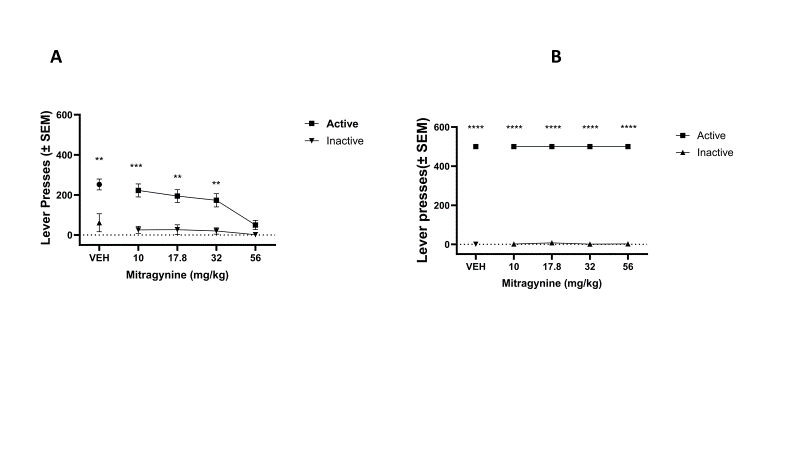 A
B
600
400
200
0
Lever Presses (± SEM)
**
***
**
**
VEH
10
17.8
32
56
Mitragynine (mg/kg)
Active
Inactive
600
400
200
0
Lever presses(± SEM)
****
****
****
****
****
VEH
10
17.8
32
56
Mitragynine (mg/kg)
Active
Inactive